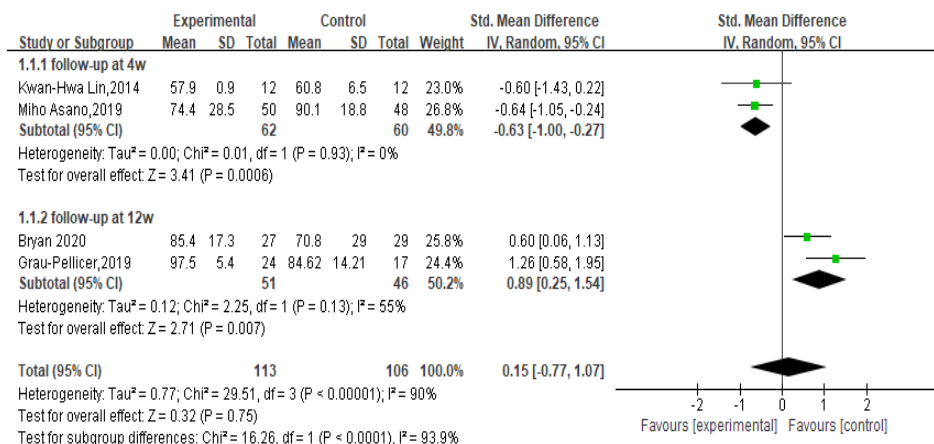 Experimental Control Std. Mean Difference Std. Mean Difference
Study or Subgroup Mean SD Total Mean SD Total Weight IV, Random, 95% CI IV, Random, 95% CI
1.1.1 follow-up at 4w
Kwan-Hwa Lin,2014 57.9 0.9 12 60.8 6.5 12 23.0% -0.60 [-1.43, 0.22]
Miho Asano,2019 74.4 28.5 50 90.1 18.8 48 26.8% -0.64 [-1.05, -0.24]
Subtotal (95% CI) 62 60 49.8% -0.63 [-1.00, -0.27]
Heterogeneity: Tau² = 0.00; Chi² = 0.01, df = 1 (P = 0.93); I² = 0%
Test for overall effect: Z = 3.41 (P = 0.0006)
1.1.2 follow-up at 12w
Bryan 2020 85.4 17.3 27 70.8 29 29 25.8% 0.60 [0.06, 1.13]
Grau-Pellicer,2019 97.5 5.4 24 84.62 14.21 17 24.4% 1.26 [0.58, 1.95]
Subtotal (95% CI) 51 46 50.2% 0.89 [0.25, 1.54]
Heterogeneity: Tau² = 0.12; Chi² = 2.25, df = 1 (P = 0.13); I² = 55%
Test for overall effect: Z = 2.71 (P = 0.007)
Total (95% CI) 113 106 100.0% 0.15 [-0.77, 1.07]
Heterogeneity: Tau² = 0.77; Chi² = 29.51, df = 3 (P < 0.00001); I² = 90%
Test for overall effect: Z = 0.32 (P = 0.75)
Test for subgroup differences: Chi² = 16.26, df = 1 (P < 0.0001), I² = 93.9%
-2 -1 0 1 2
Favours [experimental] Favours [control]